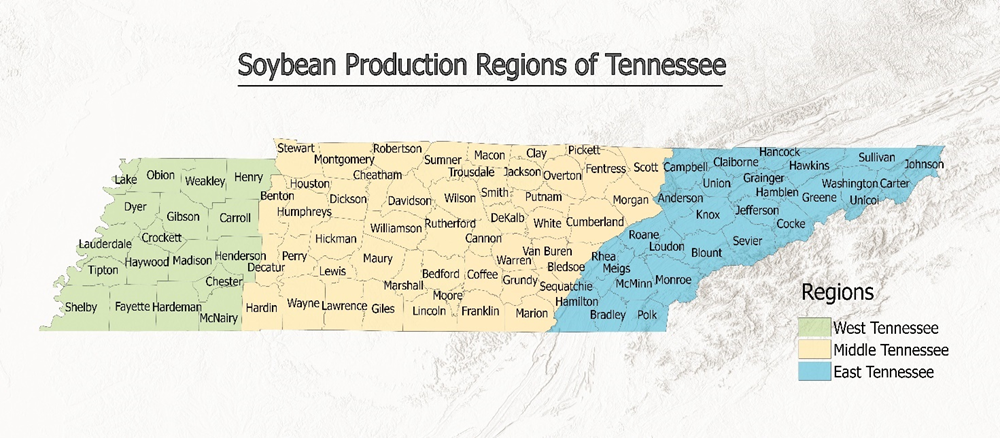 Soybean Production Regions of Tennessee
Stewart
Montgomery
Robertson
Sumner
Macon
Clay
Pickett
Trousdale
Jackson
Overton
Fentress
Scott
Campbell
Claiborne
Hancock
Hawkins
Sullivan
Johnson
Lake
Obion
Weakley
Henry
Houston
Cheatham
Benton
Dickson
Davidson
Wilson
Smith
Putnam
Morgan
Anderson
Union
Grainger
Hamblen
Greene
Washington
Carter
Unicoi
Dyer
Gibson
Carroll
Humphreys
Williamson
Rutherford
DeKalb
White
Cumberland
Knox
Jefferson
Cocke
Lauderdale
Crockett
Hickman
Cannon
Roane
Loudon
Sevier
Tipton
Haywood
Madison
Henderson
Decatur
Perry
Lewis
Maury
Van Buren
Warren
Bledsoe
Rhea
Meigs
Blount
Chester
Marshall
Bedford
Coffee
Grundy
Sequatchie
McMinn
Monroe
Shelby
Fayette
Hardeman
McNairy
Hardin
Wayne
Lawrence
Giles
Moore
Lincoln
Franklin
Marion
Hamilton
Bradley
Polk
Regions
West Tennessee
Middle Tennessee
East Tennessee